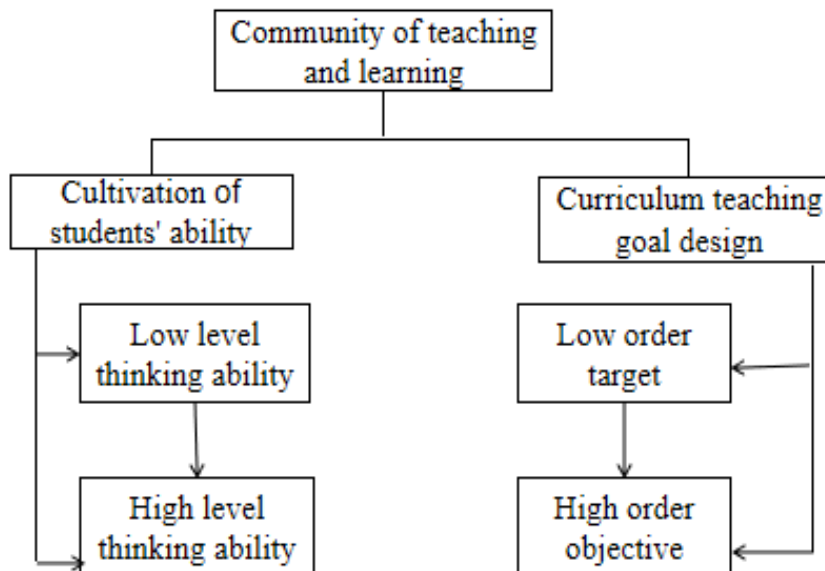 Community of teaching
and learning
Cultivation of
students' ability
Curriculum teaching
goal design
Low level
thinking ability
Low order
target
High level
thinking ability
High order
objective